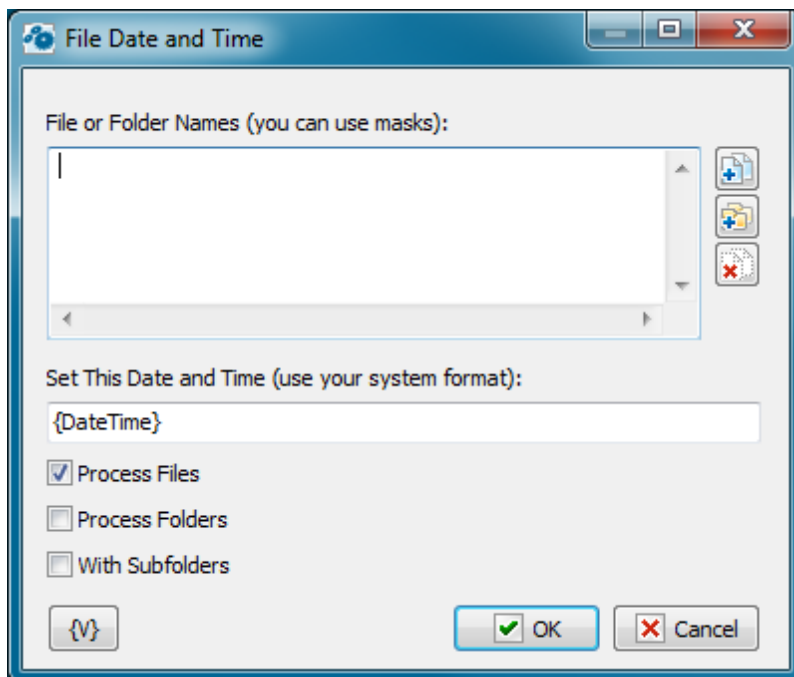 File Date and Time
File or Folder Names (you can use masks):
Set This Date and Time (use your system format):
{DateTime}
Process Files
Process Folders
With Subfolders
{V} OK Cancel